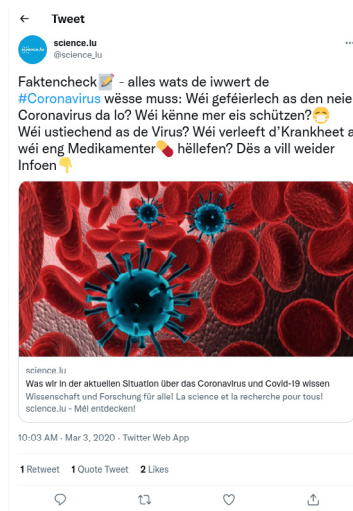 ← Tweet
science.lu
@science_lu
Faktencheck📝 - alles wats de iwwert de
#Coronavirus wësse muss: Wéi geféierlech as den neie
Coronavirus da lo? Wéi kënne mer eis schützen?😷
Wéi ustiechend as de Virus? Wéi verleeft d'Krankheet a
wéi eng Medikamenter💊 hëllefen? Dës a vill weider
Infoen👇
science.lu
Was wir in der aktuellen Situation über das Coronavirus und Covid-19 wissen
Wissenschaft und Forschung für alle! La science et la recherche pour tous!
science.lu - Méi entdecken!
10:03 AM · Mar 3, 2020 · Twitter Web App
1 Retweet 1 Quote Tweet 2 Likes